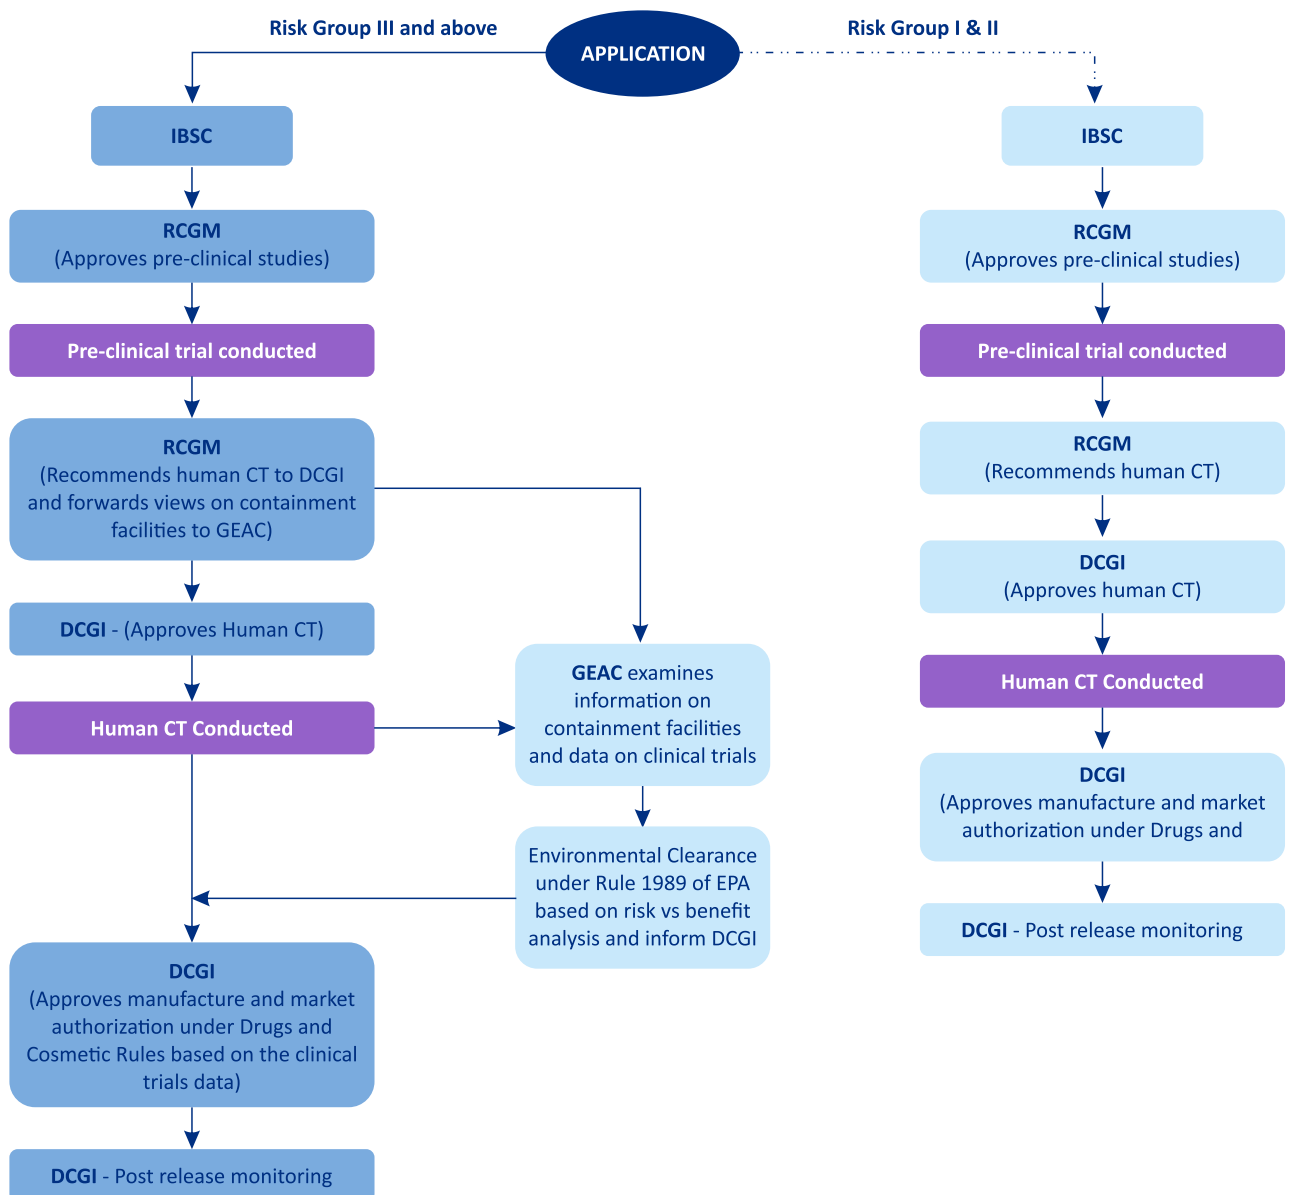 Risk Group III and above
APPLICATION
Risk Group I & II
IBSC
RCGM
(Approves pre-clinical studies)
Pre-clinical trial conducted
RCGM
(Recommends human CT to DCGI
and forwards views on containment
facilities to GEAC)
DCGI - (Approves Human CT)
Human CT Conducted
GEAC examines
information on
containment facilities
and data on clinical trials
Environmental Clearance
under Rule 1989 of EPA
based on risk vs benefit
analysis and inform DCGI
DCGI
(Approves manufacture and market
authorization under Drugs and
Cosmetic Rules based on the clinical
trials data)
DCGI - Post release monitoring
IBSC
RCGM
(Approves pre-clinical studies)
Pre-clinical trial conducted
RCGM
(Recommends human CT)
DCGI
(Approves human CT)
Human CT Conducted
DCGI
(Approves manufacture and market
authorization under Drugs and
DCGI - Post release monitoring